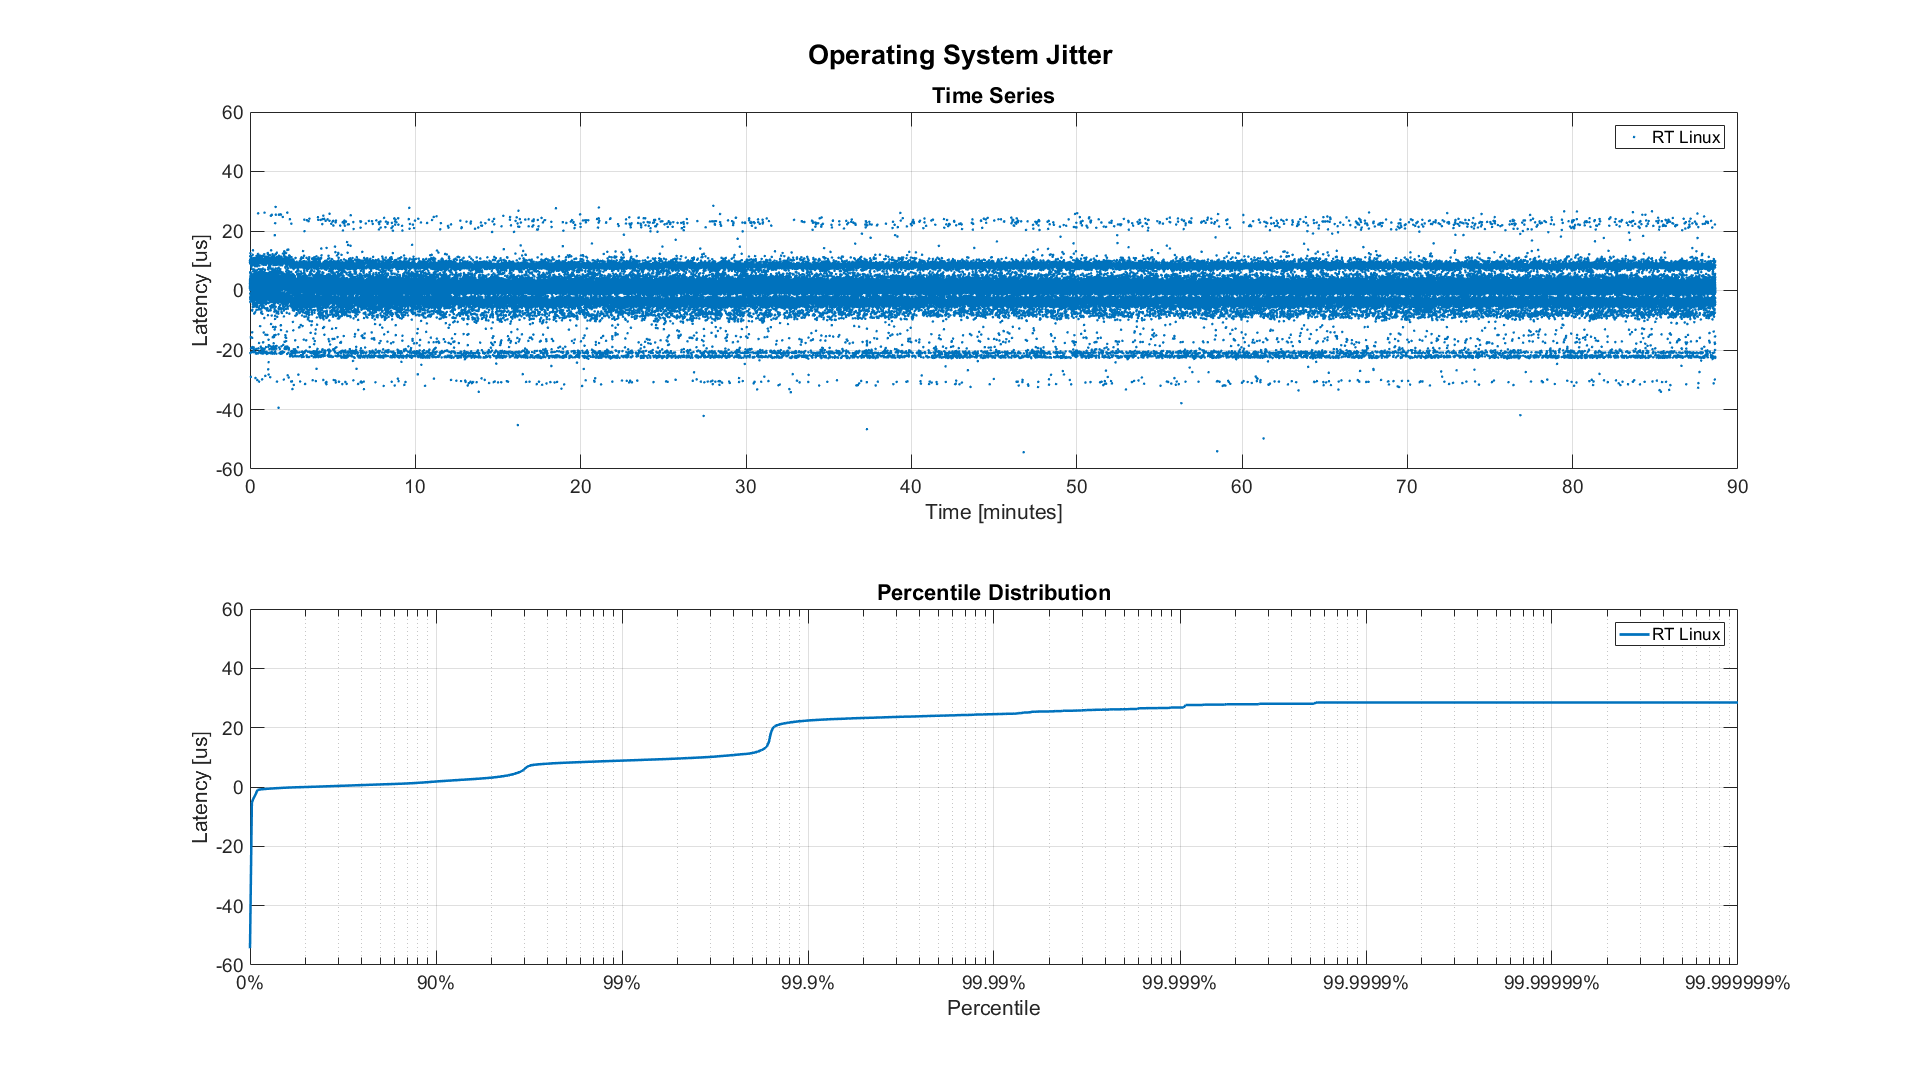 Operating System Jitter
Time Series
RT Linux
Latency [us]
60
40
20
0
-20
-40
-60
0 10 20 30 40 50 60 70 80 90
Time [minutes]
Percentile Distribution
RT Linux
Latency [us]
60
40
20
0
-20
-40
-60
0% 90% 99% 99.9% 99.99% 99.999% 99.9999% 99.99999% 99.999999%
Percentile